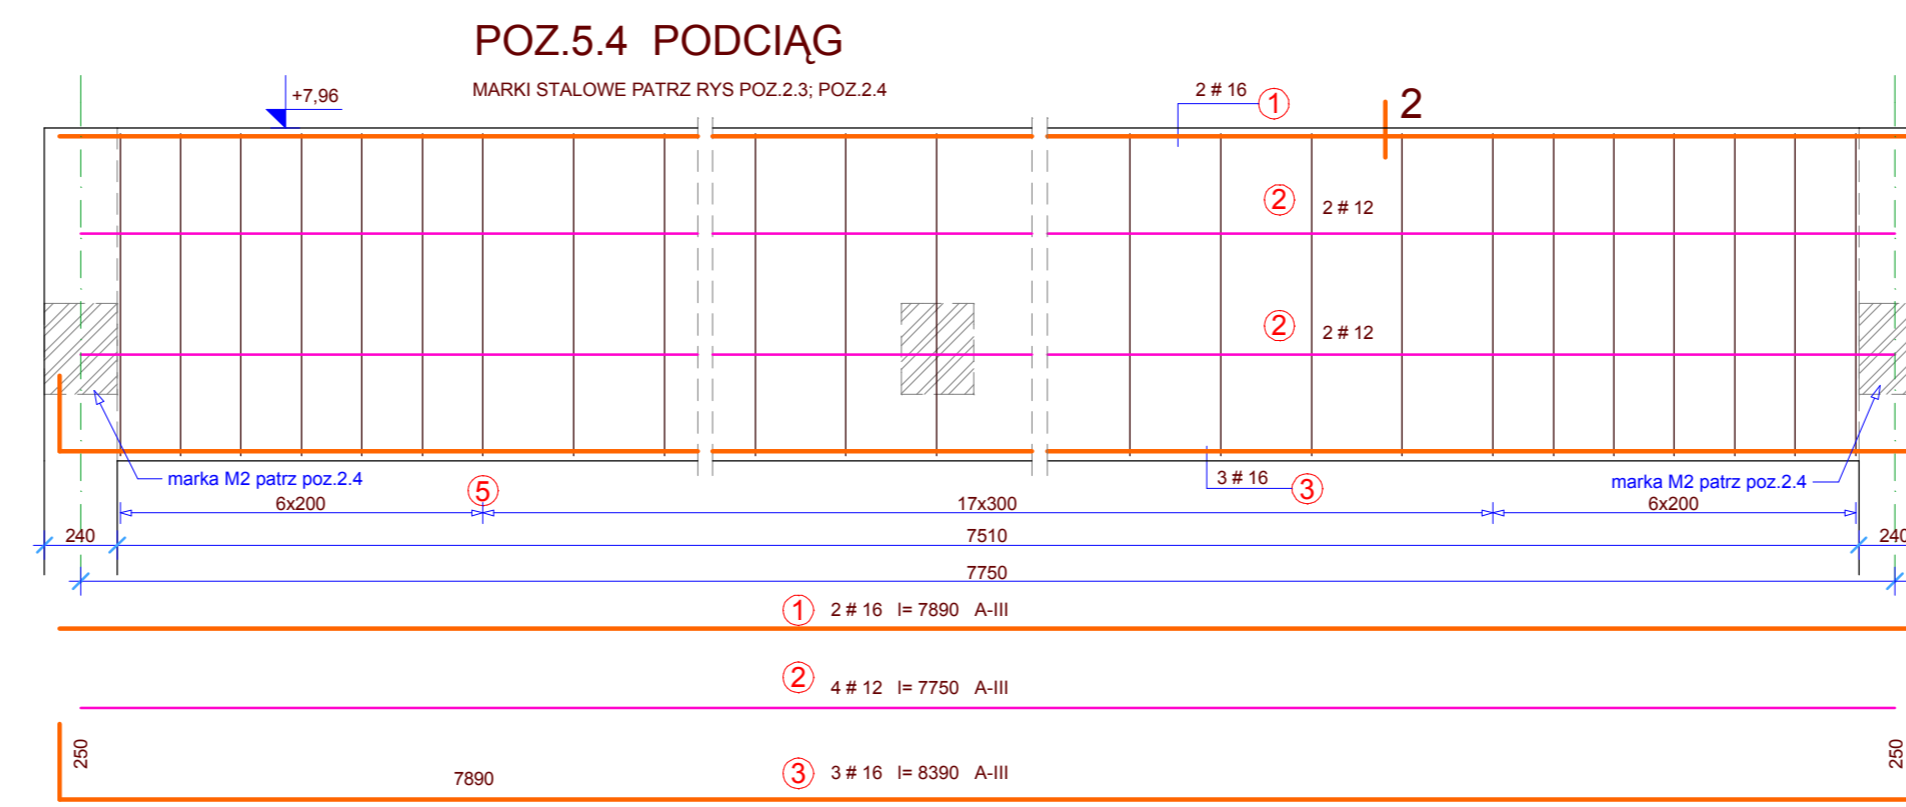 POZ.5.4 PODCIĄG
MARKI STALOWE PATRZ RYS POZ.2.3; POZ.2.4
+7,96
2 # 16 1
2
2 2 # 12
2 2 # 12
marka M2 patrz poz.2.4
5
3 # 16 3
marka M2 patrz poz.2.4
6x200
17x300
6x200
240
7510
240
7750
1 2 # 16 l= 7890 A-III
2 4 # 12 l= 7750 A-III
250
250
7890
3 3 # 16 l= 8390 A-III